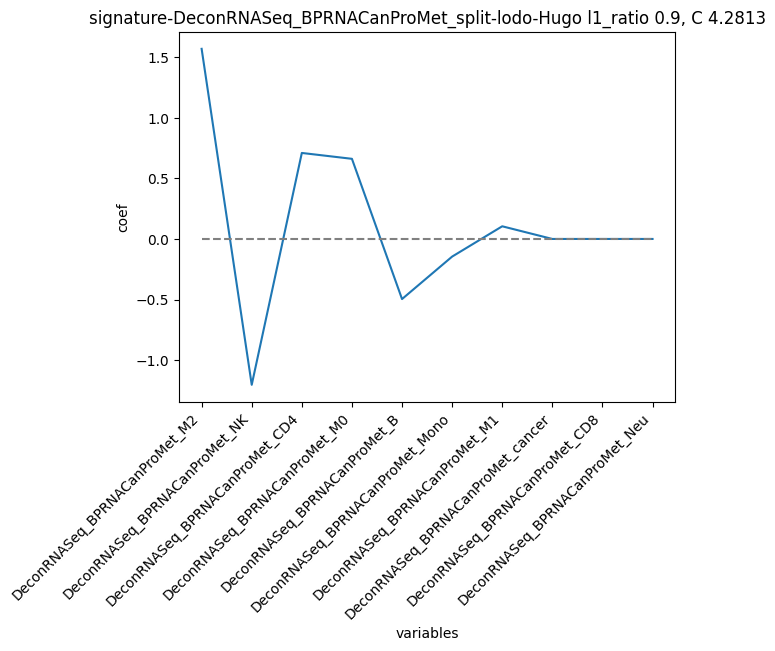 signature-DeconRNASeq_BPRNACanProMet_split-lodo-Hugo l1_ratio 0.9, C 4.2813
1.5
1.0
0.5
0.0
−0.5
−1.0
coef
DeconRNASeq_BPRNACanProMet_M2
DeconRNASeq_BPRNACanProMet_NK
DeconRNASeq_BPRNACanProMet_CD4
DeconRNASeq_BPRNACanProMet_M0
DeconRNASeq_BPRNACanProMet_B
DeconRNASeq_BPRNACanProMet_Mono
DeconRNASeq_BPRNACanProMet_M1
DeconRNASeq_BPRNACanProMet_cancer
DeconRNASeq_BPRNACanProMet_CD8
DeconRNASeq_BPRNACanProMet_Neu
variables